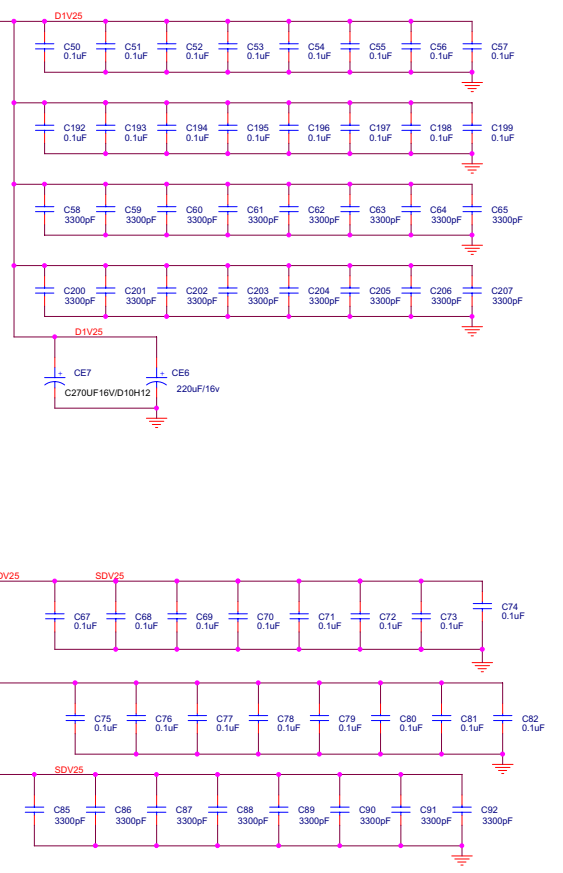 D1V25
C50 C51 C52 C53 C54 C55 C56 C57
0.1uF 0.1uF 0.1uF 0.1uF 0.1uF 0.1uF 0.1uF 0.1uF
C192 C193 C194 C195 C196 C197 C198 C199
0.1uF 0.1uF 0.1uF 0.1uF 0.1uF 0.1uF 0.1uF 0.1uF
C58 C59 C60 C61 C62 C63 C64 C65
3300pF 3300pF 3300pF 3300pF 3300pF 3300pF 3300pF 3300pF
C200 C201 C202 C203 C204 C205 C206 C207
3300pF 3300pF 3300pF 3300pF 3300pF 3300pF 3300pF 3300pF
D1V25
+ CE7 + CE6
C270UF16V/D10H12 220uF/16v
DV25 SDV25
C67 C68 C69 C70 C71 C72 C73 C74
0.1uF 0.1uF 0.1uF 0.1uF 0.1uF 0.1uF 0.1uF 0.1uF
C75 C76 C77 C78 C79 C80 C81 C82
0.1uF 0.1uF 0.1uF 0.1uF 0.1uF 0.1uF 0.1uF 0.1uF
SDV25
C85 C86 C87 C88 C89 C90 C91 C92
3300pF 3300pF 3300pF 3300pF 3300pF 3300pF 3300pF 3300pF